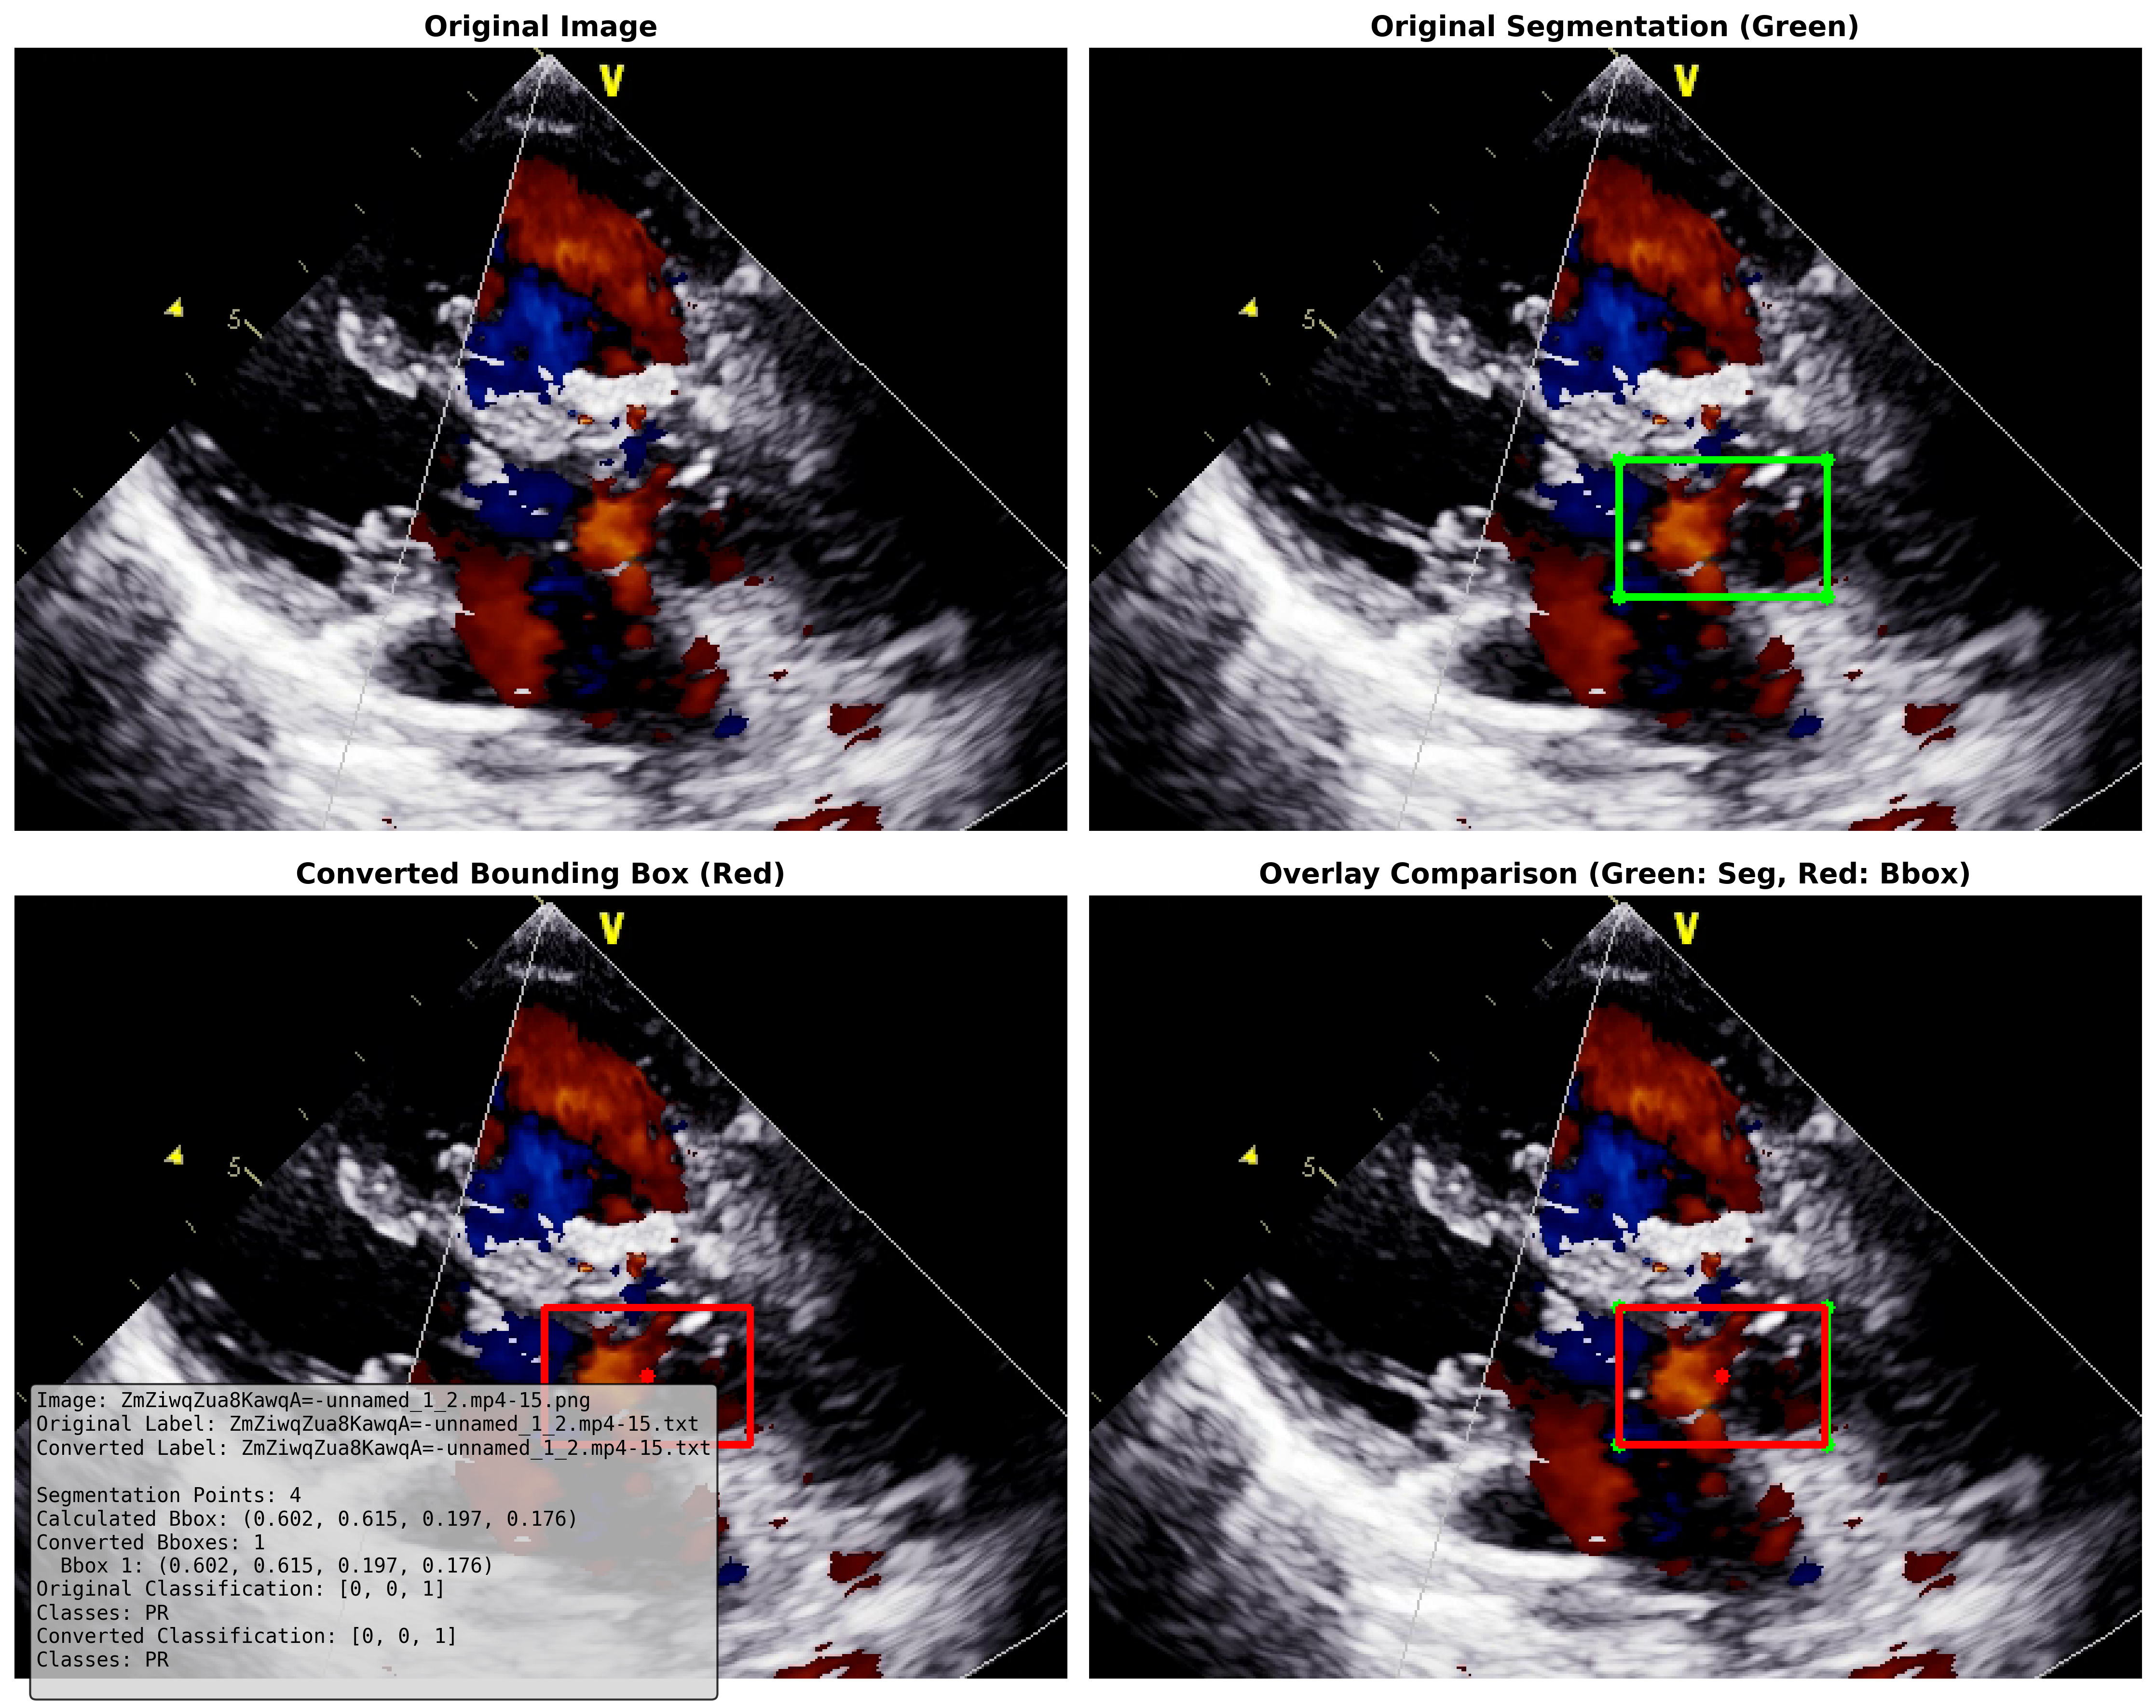 Original Image
Original Segmentation (Green)
V
5
V
5
Converted Bounding Box (Red)
Overlay Comparison (Green: Seg, Red: Bbox)
V
5
V
5
Image: ZmZiwqZua8KawqA=-unnamed_1_2.mp4-15.png
Original Label: ZmZiwqZua8KawqA=-unnamed_1_2.mp4-15.txt
Converted Label: ZmZiwqZua8KawqA=-unnamed_1_2.mp4-15.txt
Segmentation Points: 4
Calculated Bbox: (0.602, 0.615, 0.197, 0.176)
Converted Bboxes: 1
Bbox 1: (0.602, 0.615, 0.197, 0.176)
Original Classification: [0, 0, 1]
Classes: PR
Converted Classification: [0, 0, 1]
Classes: PR